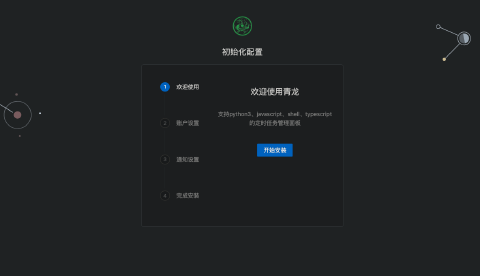 初始化配置
1 欢迎使用
2 账户设置
3 通知设置
4 完成安装
欢迎使用青龙
支持python3、javascript、shell、typescript
的定时任务管理面板
开始安装